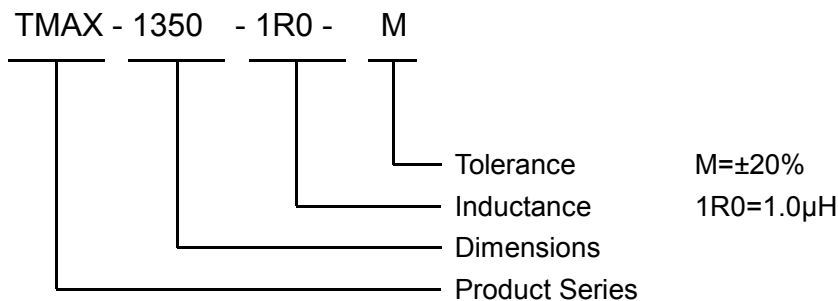 TMAX - 1350 - 1R0 - M
Tolerance M=±20%
Inductance 1R0=1.0μH
Dimensions
Product Series